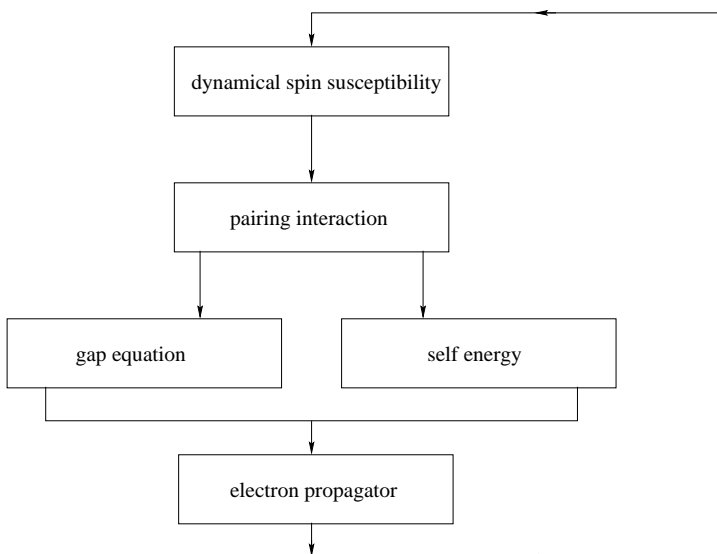 dynamical spin susceptibility
pairing interaction
gap equation
self energy
electron propagator